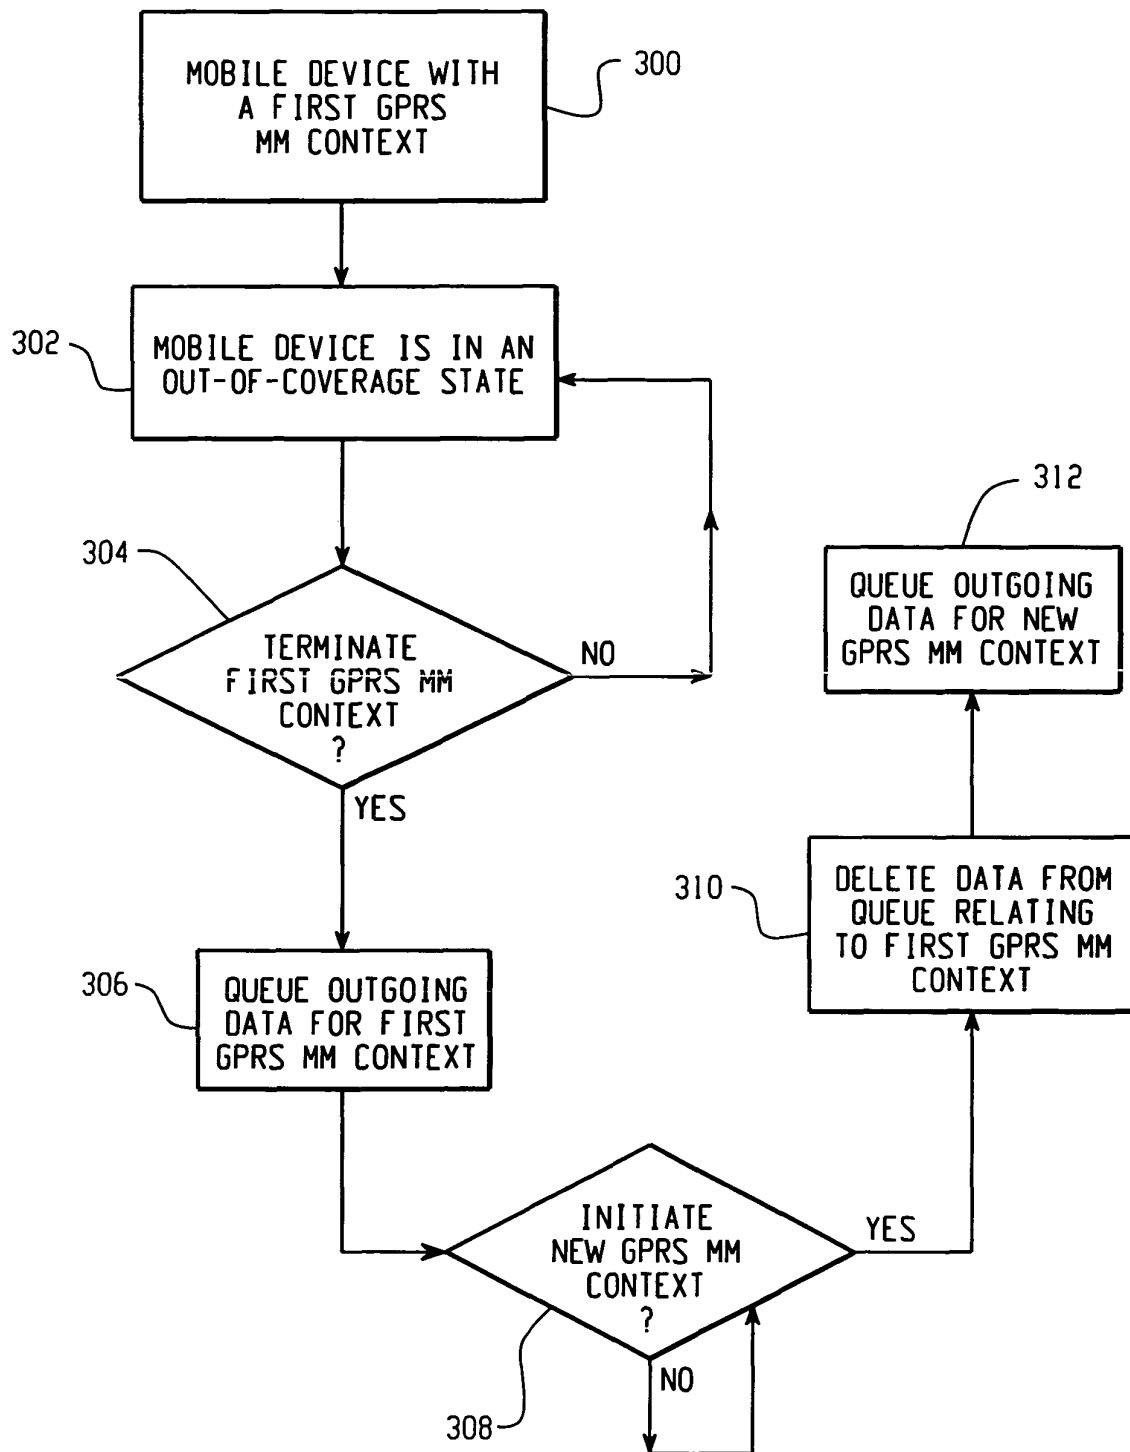 MOBILE DEVICE WITH
A FIRST GPRS
MM CONTEXT
300
302
MOBILE DEVICE IS IN AN
OUT-OF-COVERAGE STATE
304
TERMINATE
FIRST GPRS MM
CONTEXT
?
NO
YES
306
QUEUE OUTGOING
DATA FOR FIRST
GPRS MM CONTEXT
INITIATE
NEW GPRS MM
CONTEXT
?
308
NO
YES
310
DELETE DATA FROM
QUEUE RELATING
TO FIRST GPRS MM
CONTEXT
312
QUEUE OUTGOING
DATA FOR NEW
GPRS MM CONTEXT